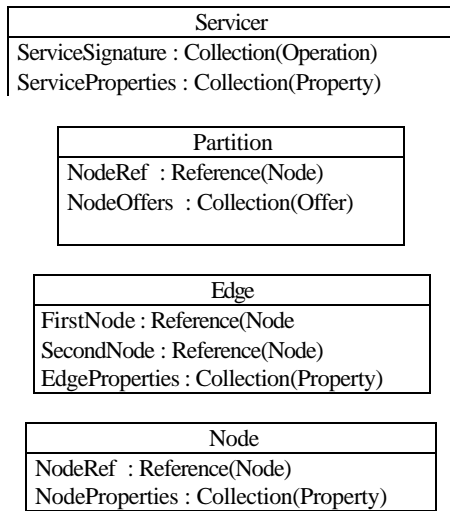 Servicer
ServiceSignature : Collection(Operation)
ServiceProperties : Collection(Property)
Partition
NodeRef : Reference(Node)
NodeOffers : Collection(Offer)
Edge
FirstNode : Reference(Node
SecondNode : Reference(Node)
EdgeProperties : Collection(Property)
Node
NodeRef : Reference(Node)
NodeProperties : Collection(Property)